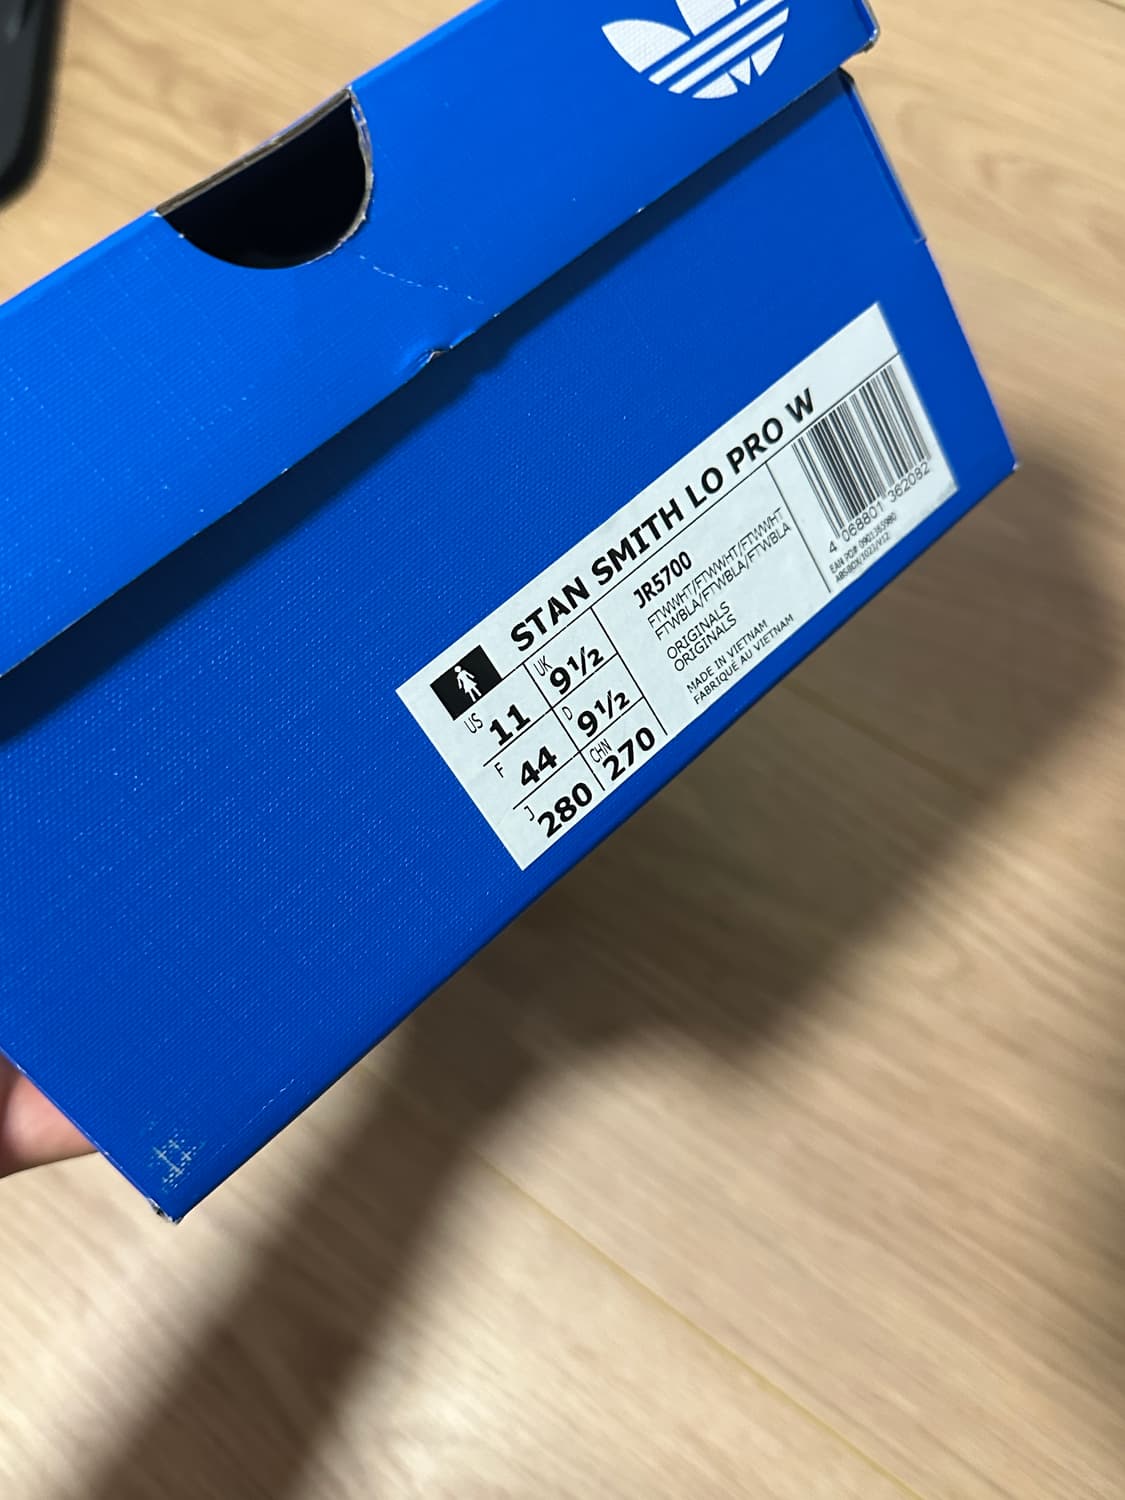 STAN SMITH LO PRO W
US 11
UK 9½
F 44
D 9½
J 280
CHN 270
JR5700
FTWWHT/FTWWHT/FTWWHT
FTWBLA/FTWBLA/FTWBLA
ORIGINALS
ORIGINALS
MADE IN VIETNAM
FABRIQUÉ AU VIETNAM
4 068801 362082